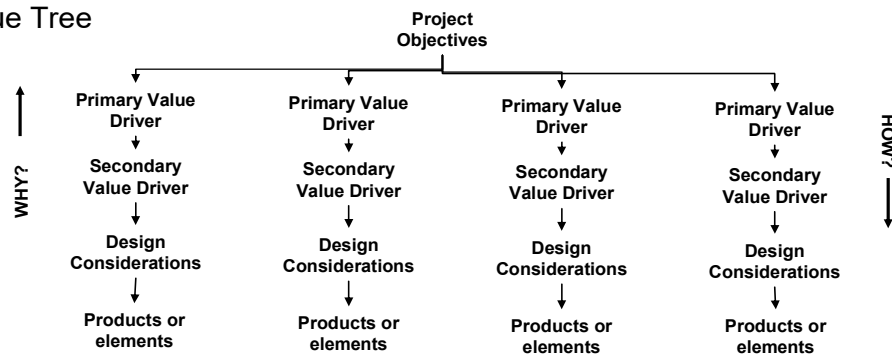 ue Tree
Project
Objectives
WHY?
HOW?
Primary Value
Driver
Primary Value
Driver
Primary Value
Driver
Primary Value
Driver
Secondary
Value Driver
Secondary
Value Driver
Secondary
Value Driver
Secondary
Value Driver
Design
Considerations
Design
Considerations
Design
Considerations
Design
Considerations
Products or
elements
Products or
elements
Products or
elements
Products or
elements